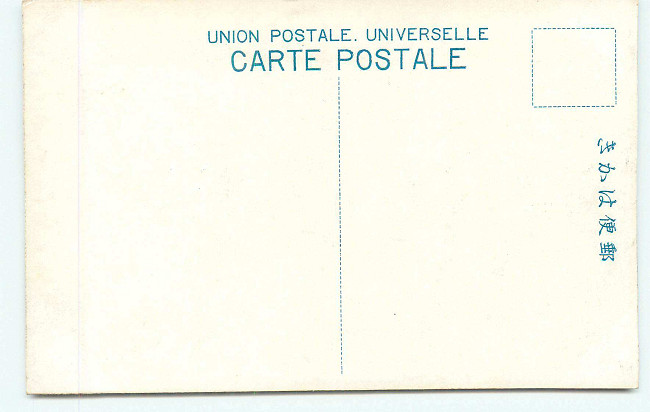 UNION POSTALE. UNIVERSELLE
CARTE POSTALE
郵便はかき